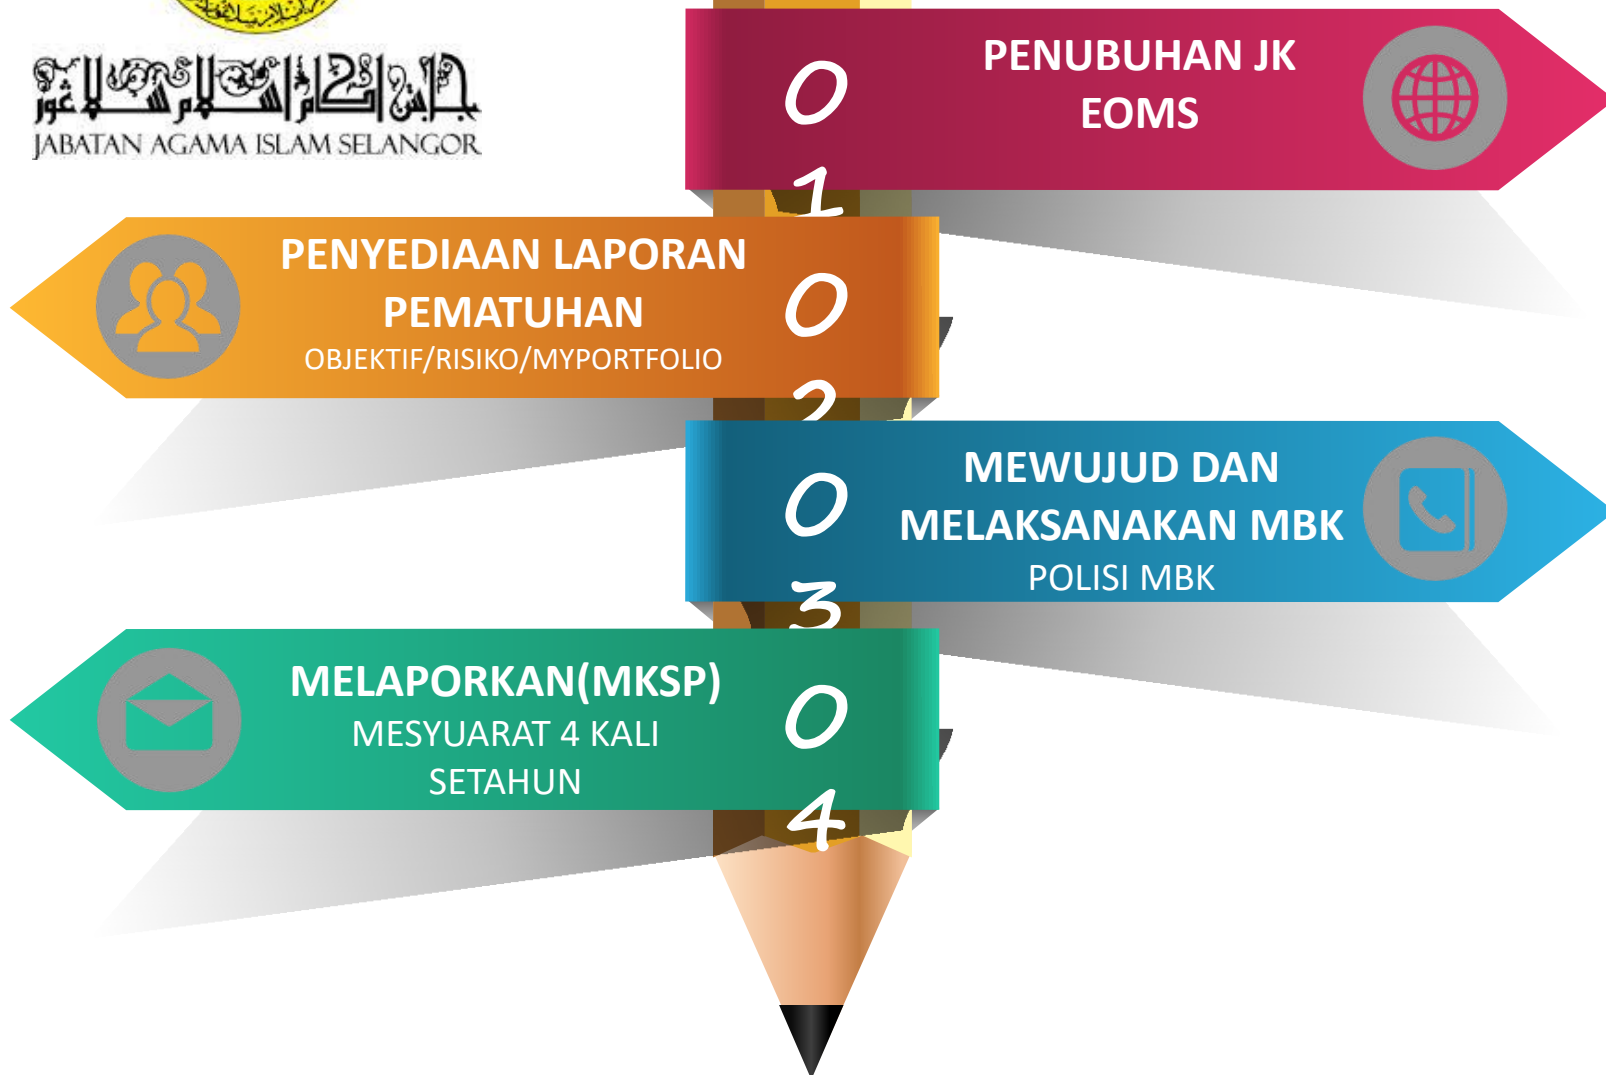 JABATAN AGAMA ISLAM SELANGOR
01
PENUBUHAN JK
EOMS
PENYEDIAAN LAPORAN
PEMATUHAN
OBJEKTIF/RISIKO/MYPORTFOLIO
02
03
MEWUJUD DAN
MELAKSANAKAN MBK
POLISI MBK
MELAPORKAN(MKSP)
MESYUARAT 4 KALI
SETAHUN
04